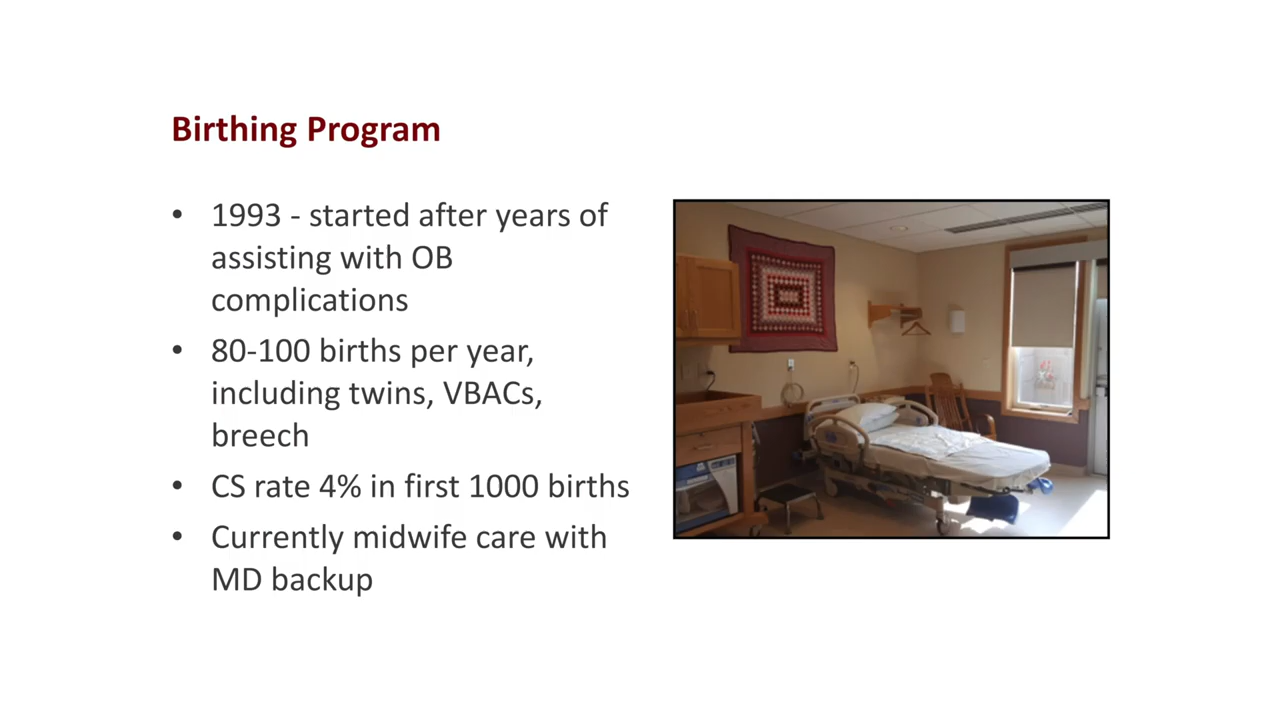 Birthing Program
• 1993 - started after years of
assisting with OB
complications
• 80-100 births per year,
including twins, VBACs,
breech
• CS rate 4% in first 1000 births
• Currently midwife care with
MD backup